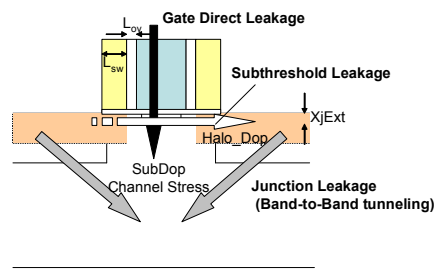 Gate Direct Leakage
Lov
Lsw
Subthreshold Leakage
XjExt
Halo_Dop
SubDop
Channel Stress
Junction Leakage
(Band-to-Band tunneling)